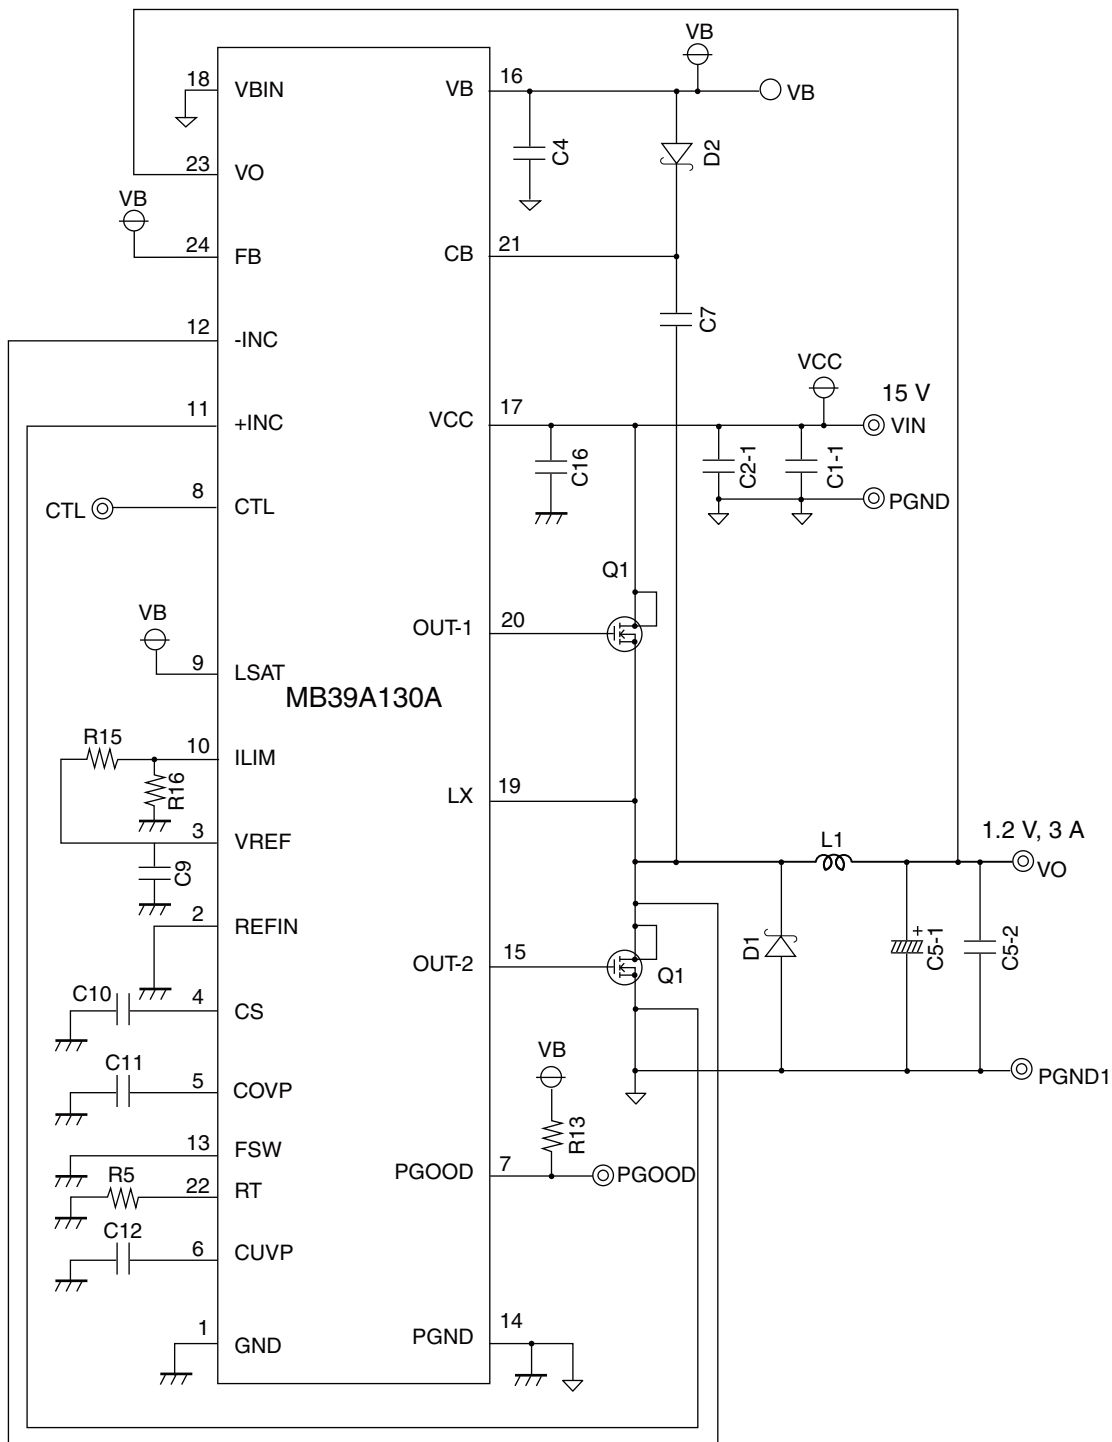 VB
18
VBIN
VB
16
VB
C4
D2
23
VO
VB
24
FB
CB
21
C7
12
-INC
VCC
15 V
11
+INC
VCC
17
VIN
C16
C2-1
C1-1
8
CTL
CTL
PGND
Q1
OUT-1
20
VB
9
LSAT
MB39A130A
R15
10
ILIM
R16
LX
19
3
VREF
1.2 V, 3 A
L1
VO
C9
2
REFIN
OUT-2
15
Q1
D1
+
C5-1
C5-2
C10
4
CS
C11
5
COVP
VB
PGND1
R13
13
FSW
R5
22
RT
PGOOD
7
PGOOD
C12
6
CUVP
1
GND
PGND
14